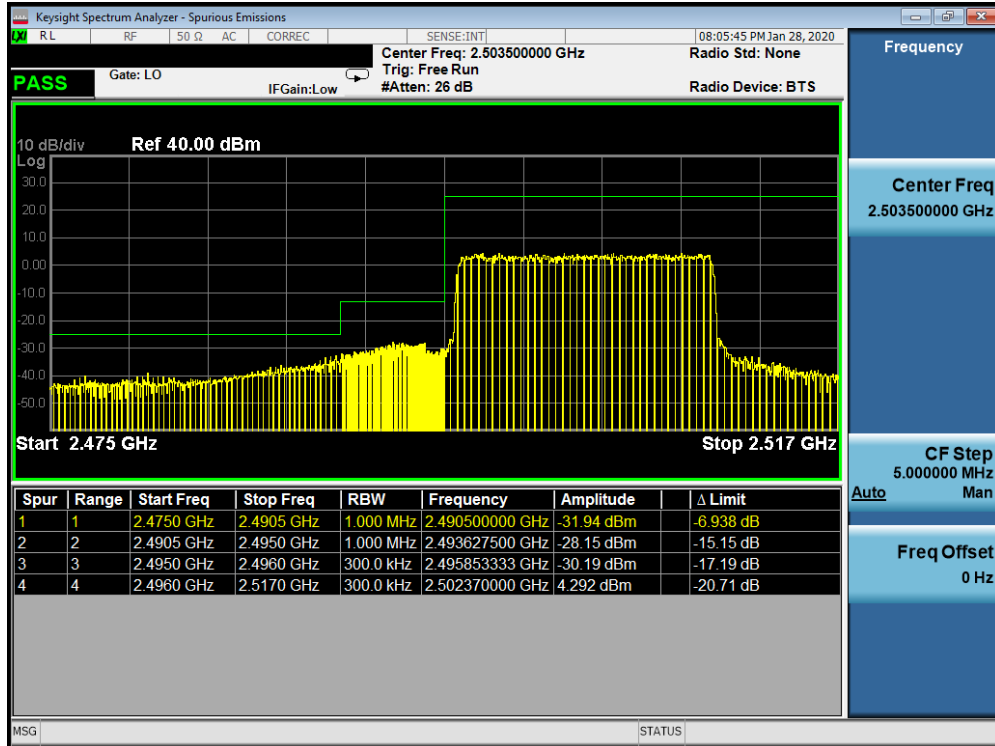 Keysight Spectrum Analyzer - Spurious Emissions
LXI RL RF 50 Ω AC CORREC SENSE:INT 08:05:45 PM Jan 28, 2020
Center Freq: 2.503500000 GHz Radio Std: None
PASS Gate: LO Trig: Free Run
IFGain:Low #Atten: 26 dB Radio Device: BTS
10 dB/div Ref 40.00 dBm
Log
30.0
20.0
10.0
0.00
-10.0
-20.0
-30.0
-40.0
-50.0
Start 2.475 GHz Stop 2.517 GHz
Spur Range Start Freq Stop Freq RBW Frequency Amplitude Δ Limit
1 1 2.4750 GHz 2.4905 GHz 1.000 MHz 2.490500000 GHz -31.94 dBm -6.938 dB
2 2 2.4905 GHz 2.4950 GHz 1.000 MHz 2.493627500 GHz -28.15 dBm -15.15 dB
3 3 2.4950 GHz 2.4960 GHz 300.0 kHz 2.495853333 GHz -30.19 dBm -17.19 dB
4 4 2.4960 GHz 2.5170 GHz 300.0 kHz 2.502370000 GHz 4.292 dBm -20.71 dB
MSG STATUS
Frequency
Center Freq
2.503500000 GHz
CF Step
5.000000 MHz
Auto Man
Freq Offset
0 Hz